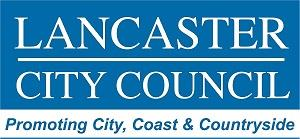 LANCASTER
CITY COUNCIL
Promoting City, Coast & Countryside